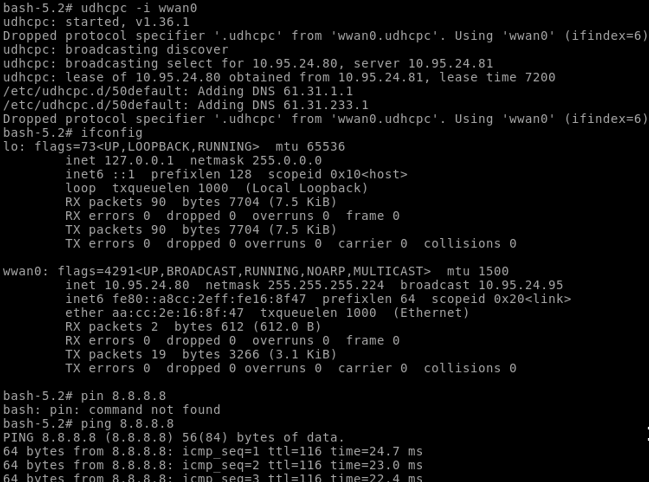 bash-5.2# udhcpc -i wwan0
udhcpc: started, v1.36.1
Dropped protocol specifier '.udhcpc' from 'wwan0.udhcpc'. Using 'wwan0' (ifindex=6)
udhcpc: broadcasting discover
udhcpc: broadcasting select for 10.95.24.80, server 10.95.24.81
udhcpc: lease of 10.95.24.80 obtained from 10.95.24.81, lease time 7200
/etc/udhcpc.d/50default: Adding DNS 61.31.1.1
/etc/udhcpc.d/50default: Adding DNS 61.31.233.1
Dropped protocol specifier '.udhcpc' from 'wwan0.udhcpc'. Using 'wwan0' (ifindex=6)
bash-5.2# ifconfig
lo: flags=73<UP,LOOPBACK,RUNNING>  mtu 65536
        inet 127.0.0.1  netmask 255.0.0.0
        inet6 ::1  prefixlen 128  scopeid 0x10<host>
        loop  txqueuelen 1000  (Local Loopback)
        RX packets 90  bytes 7704 (7.5 KiB)
        RX errors 0  dropped 0  overruns 0  frame 0
        TX packets 90  bytes 7704 (7.5 KiB)
        TX errors 0  dropped 0 overruns 0  carrier 0  collisions 0
wwan0: flags=4291<UP,BROADCAST,RUNNING,NOARP,MULTICAST>  mtu 1500
        inet 10.95.24.80  netmask 255.255.255.224  broadcast 10.95.24.95
        inet6 fe80::a8cc:2eff:fe16:8f47  prefixlen 64  scopeid 0x20<link>
        ether aa:cc:2e:16:8f:47  txqueuelen 1000  (Ethernet)
        RX packets 2  bytes 612 (612.0 B)
        RX errors 0  dropped 0  overruns 0  frame 0
        TX packets 19  bytes 3266 (3.1 KiB)
        TX errors 0  dropped 0 overruns 0  carrier 0  collisions 0
bash-5.2# pin 8.8.8.8
bash: pin: command not found
bash-5.2# ping 8.8.8.8
PING 8.8.8.8 (8.8.8.8) 56(84) bytes of data.
64 bytes from 8.8.8.8: icmp_seq=1 ttl=116 time=24.7 ms
64 bytes from 8.8.8.8: icmp_seq=2 ttl=116 time=23.0 ms
64 bytes from 8.8.8.8: icmp_seq=3 ttl=116 time=22.4 ms